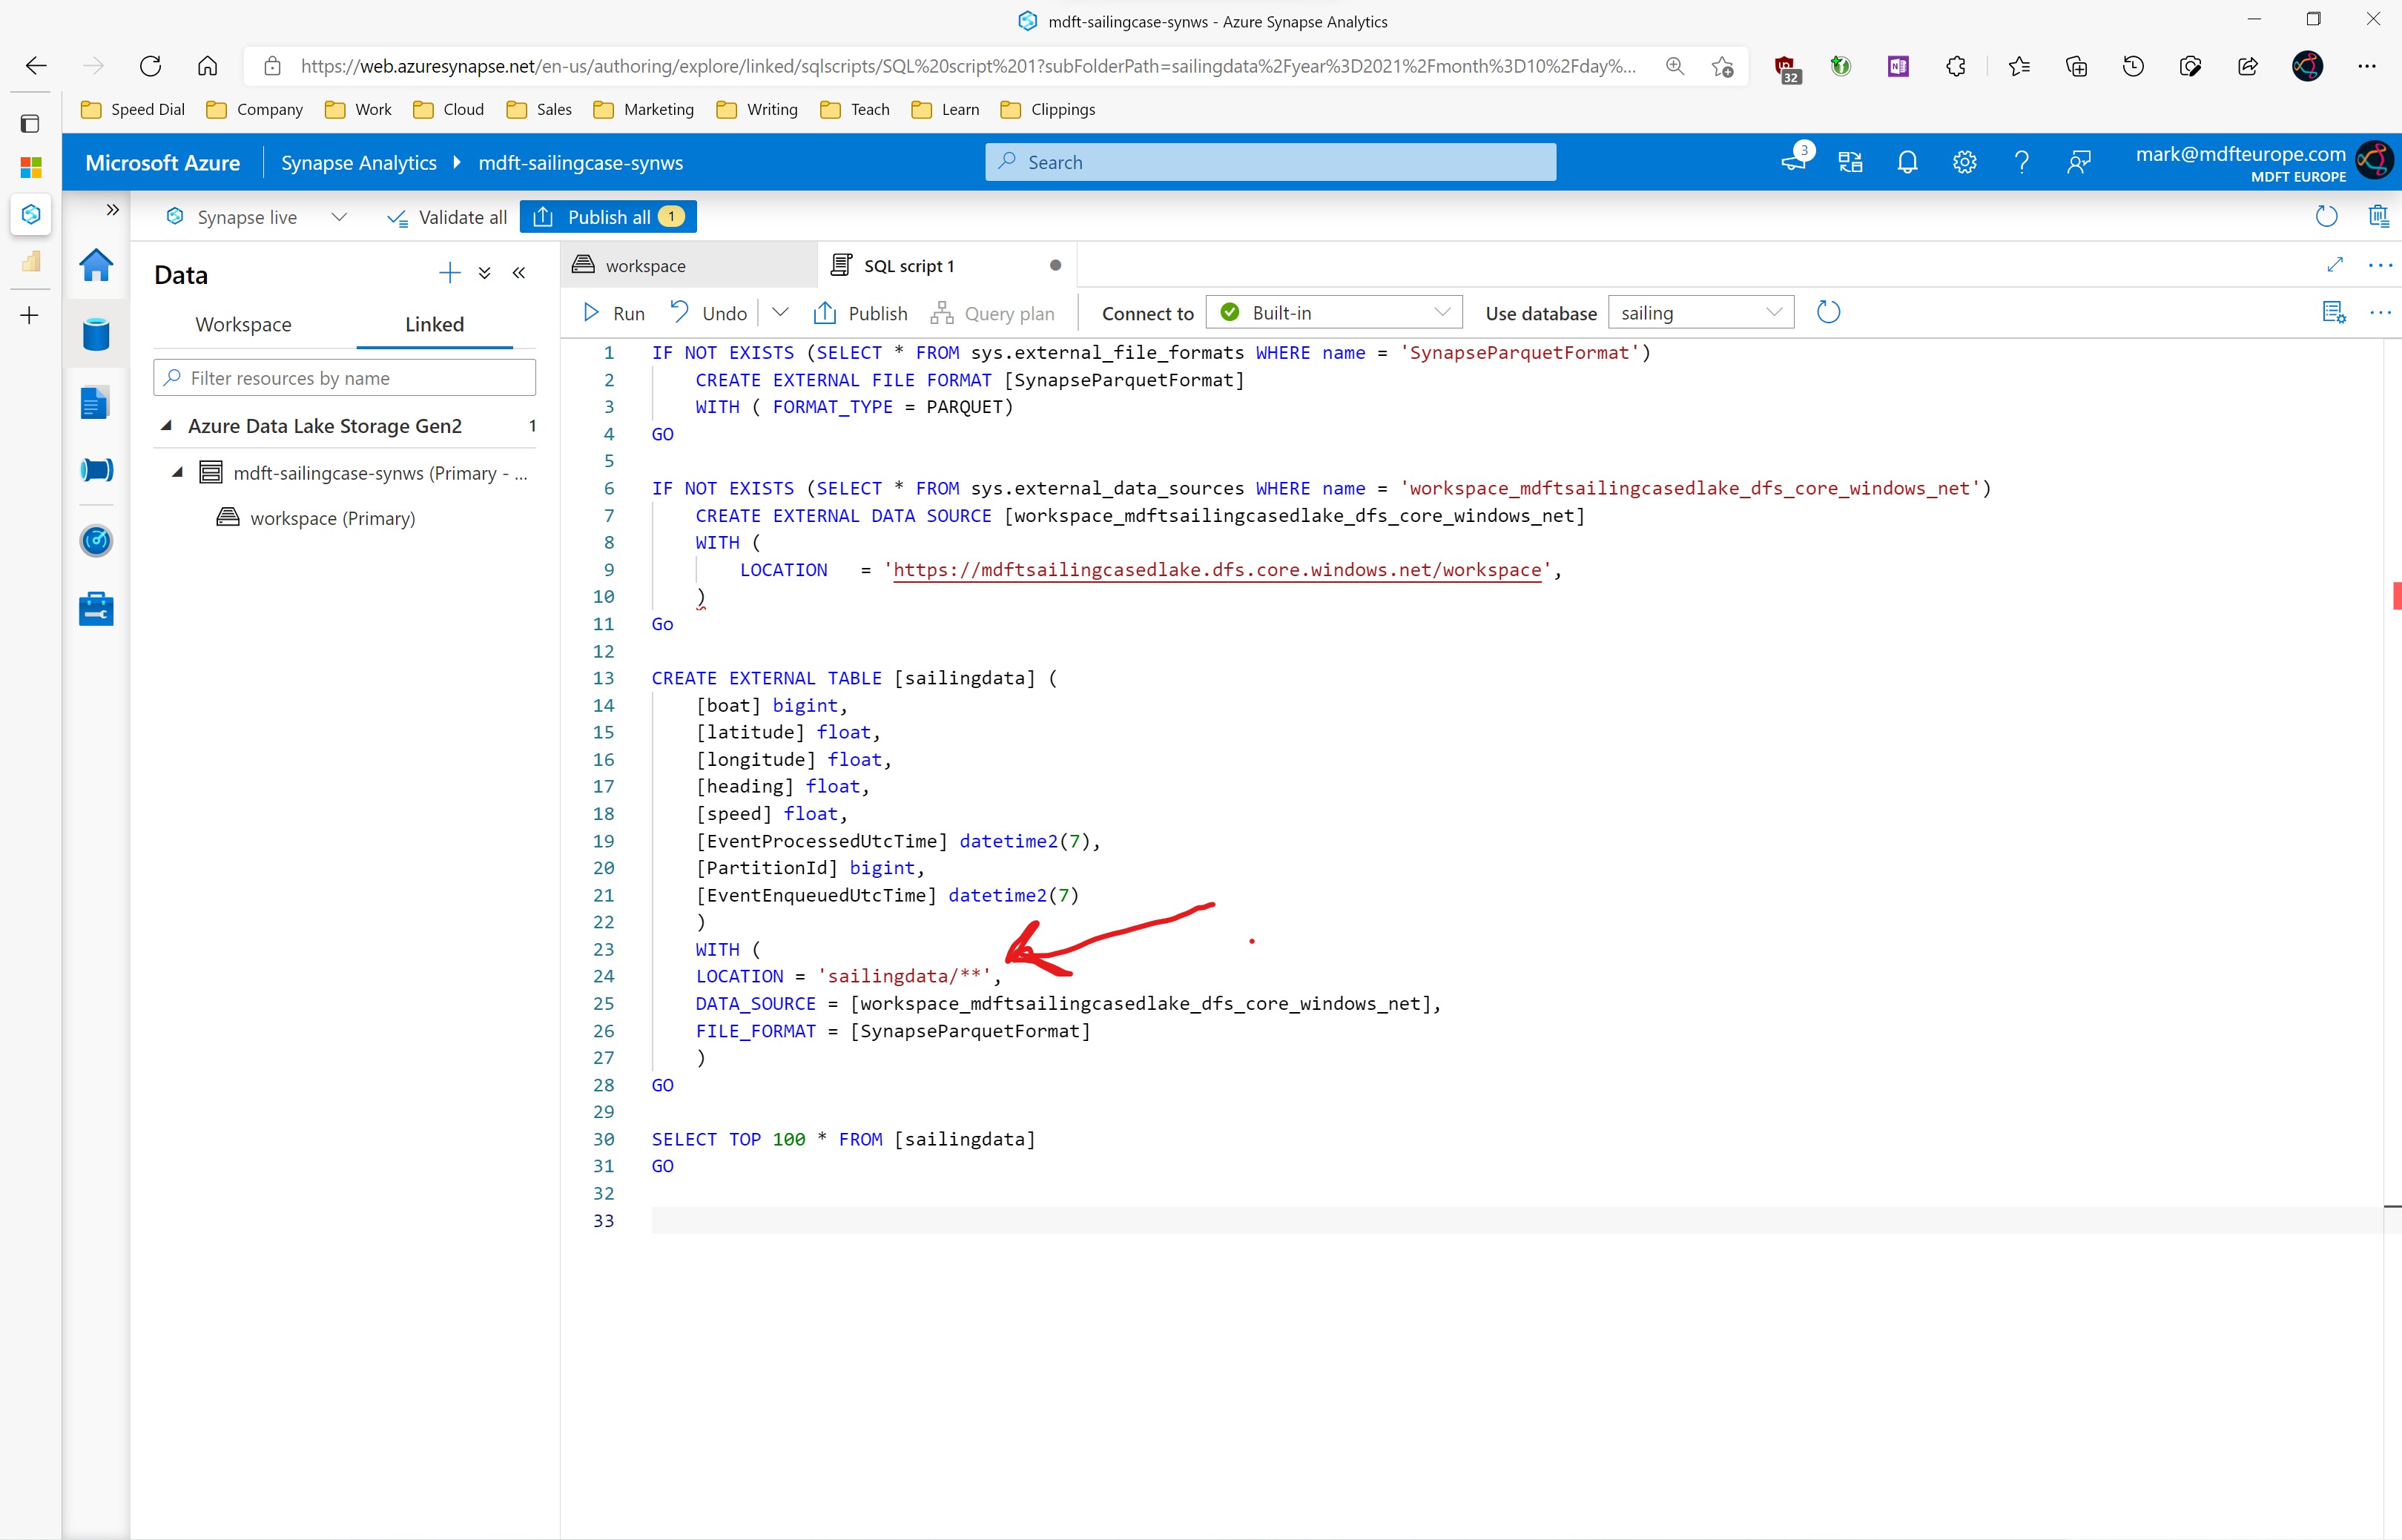 mdft-sailingcase-synws - Azure Synapse Analytics
https://web.azuresynapse.net/en-us/authoring/explore/linked/sqlscripts/SQL%20script%201?subFolderPath=sailingdata%2Fyear%3D2021%2Fmonth%3D10%2Fday%...
32
Speed Dial Company Work Cloud Sales Marketing Writing Teach Learn Clippings
Microsoft Azure Synapse Analytics mdft-sailingcase-synws Search 3 mark@mdfteurope.com
MDFT EUROPE
Synapse live Validate all Publish all 1
Data
workspace SQL script 1
Run Undo Publish Query plan Connect to Built-in Use database sailing
Workspace Linked
Filter resources by name
Azure Data Lake Storage Gen2 1
mdft-sailingcase-synws (Primary - ...
workspace (Primary)
1 IF NOT EXISTS (SELECT * FROM sys.external_file_formats WHERE name = 'SynapseParquetFormat')
2 CREATE EXTERNAL FILE FORMAT [SynapseParquetFormat]
3 WITH ( FORMAT_TYPE = PARQUET)
4 GO
5
6 IF NOT EXISTS (SELECT * FROM sys.external_data_sources WHERE name = 'workspace_mdftsailingcasedlake_dfs_core_windows_net')
7 CREATE EXTERNAL DATA SOURCE [workspace_mdftsailingcasedlake_dfs_core_windows_net]
8 WITH (
9 LOCATION = 'https://mdftsailingcasedlake.dfs.core.windows.net/workspace',
10 )
11 Go
12
13 CREATE EXTERNAL TABLE [sailingdata] (
14 [boat] bigint,
15 [latitude] float,
16 [longitude] float,
17 [heading] float,
18 [speed] float,
19 [EventProcessedUtcTime] datetime2(7),
20 [PartitionId] bigint,
21 [EventEnqueuedUtcTime] datetime2(7)
22 )
23 WITH (
24 LOCATION = 'sailingdata/**',
25 DATA_SOURCE = [workspace_mdftsailingcasedlake_dfs_core_windows_net],
26 FILE_FORMAT = [SynapseParquetFormat]
27 )
28 GO
29
30 SELECT TOP 100 * FROM [sailingdata]
31 GO
32
33